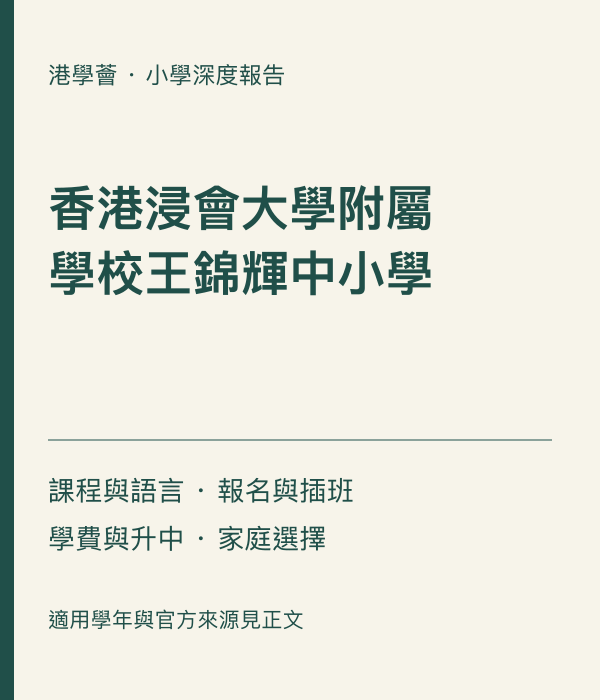 港學薈 · 小學深度報告
香港浸會大學附屬
學校王錦輝中小學
課程與語言 · 報名與插班
學費與升中 · 家庭選擇
適用學年與官方來源見正文